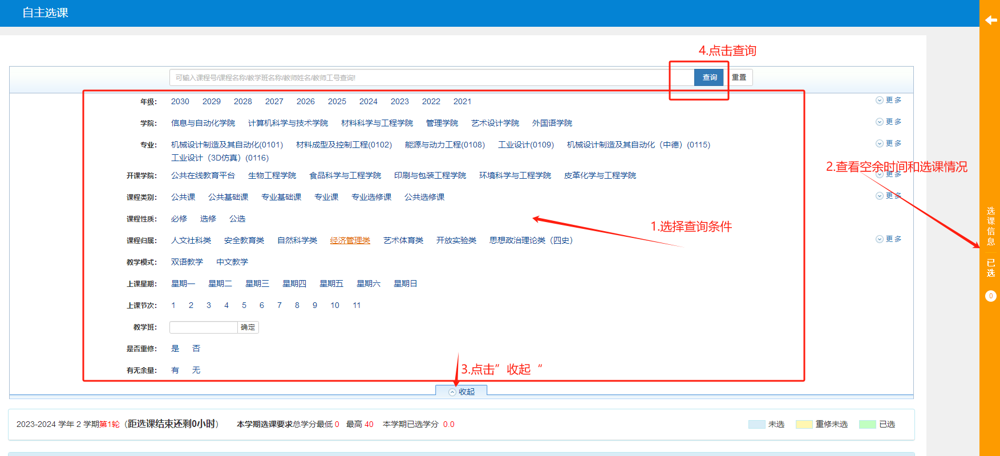 自主选课
4.点击查询
可输入课程号/课程名称/教学班名称/教师姓名/教师工号查询!
查询
重置
年级：
2030 2029 2028 2027 2026 2025 2024 2023 2022 2021
更多
学院：
信息与自动化学院 计算机科学与技术学院 材料科学与工程学院 管理学院 艺术设计学院 外国语学院
更多
专业：
机械设计制造及其自动化(0101) 材料成型及控制工程(0102) 能源与动力工程(0108) 工业设计(0109) 机械设计制造及其自动化（中德）(0115)
工业设计（3D仿真）(0116)
更多
2.查看空余时间和选课情况
开课学院：
公共在线教育平台 生物工程学院 食品科学与工程学院 印刷与包装工程学院 环境科学与工程学院 皮革化学与工程学院
更多
课程类别：
公共课 公共基础课 专业基础课 专业课 专业选修课 公共选修课
更多
课程性质：
必修 选修 公选
1.选择查询条件
课程归属：
人文社科类 安全教育类 自然科学类 经济管理类 艺术体育类 开放实验类 思想政治理论类（四史）
更多
教学模式：
双语教学 中文教学
上课星期：
星期一 星期二 星期三 星期四 星期五 星期六 星期日
上课节次：
1 2 3 4 5 6 7 8 9 10 11
教学班：
确定
是否重修：
是 否
有无余量：
有 无
3.点击”收起“
收起
选课信息
已选
0
2023-2024 学年 2 学期第1轮（距选课结束还剩0小时） 本学期选课要求总学分最低 0 最高 40 本学期已选学分 0.0
未选 重修未选 已选